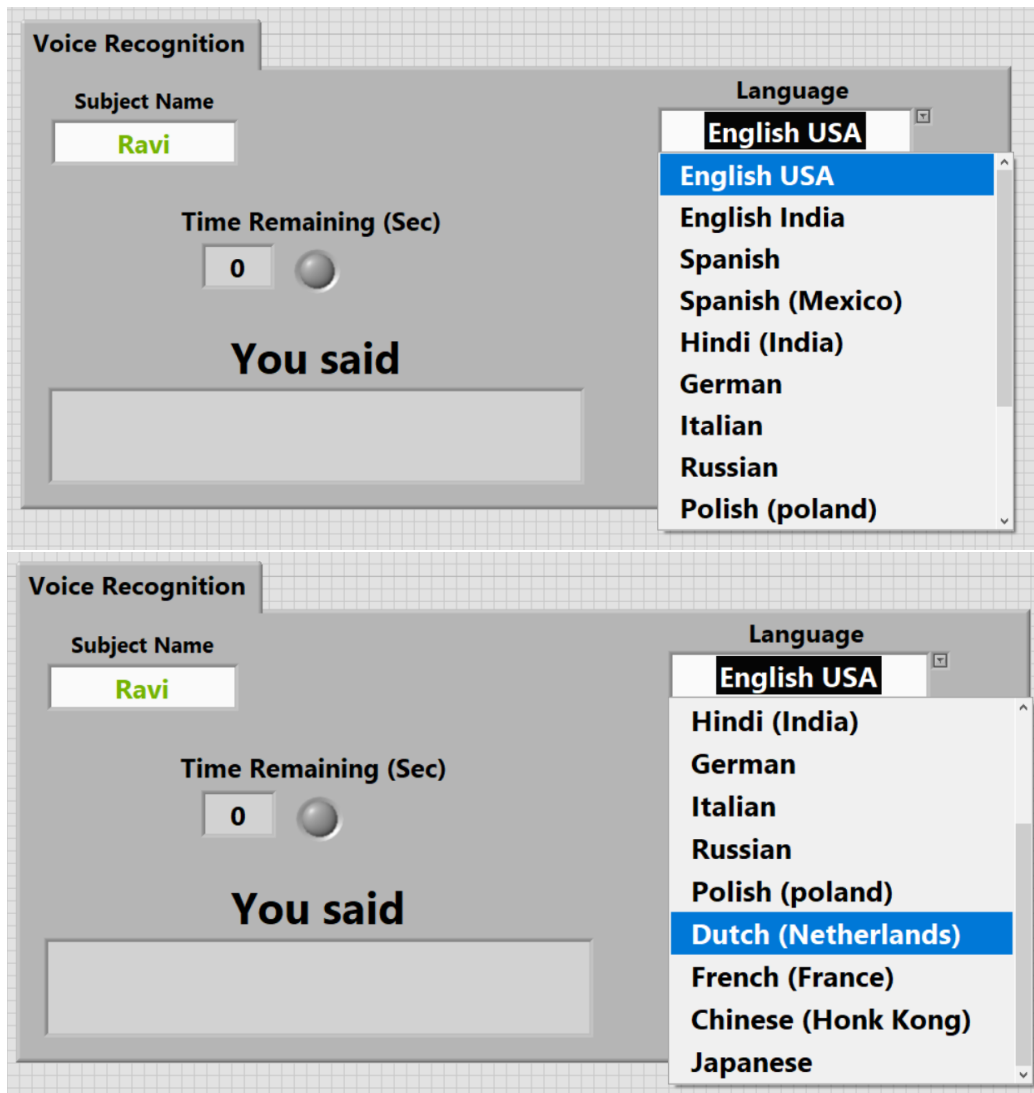 Voice Recognition
Subject Name
Ravi
Language
English USA
English USA
English India
Spanish
Spanish (Mexico)
Hindi (India)
German
Italian
Russian
Polish (poland)
Time Remaining (Sec)
0
You said
Voice Recognition
Subject Name
Ravi
Language
English USA
Hindi (India)
German
Italian
Russian
Polish (poland)
Dutch (Netherlands)
French (France)
Chinese (Honk Kong)
Japanese
Time Remaining (Sec)
0
You said